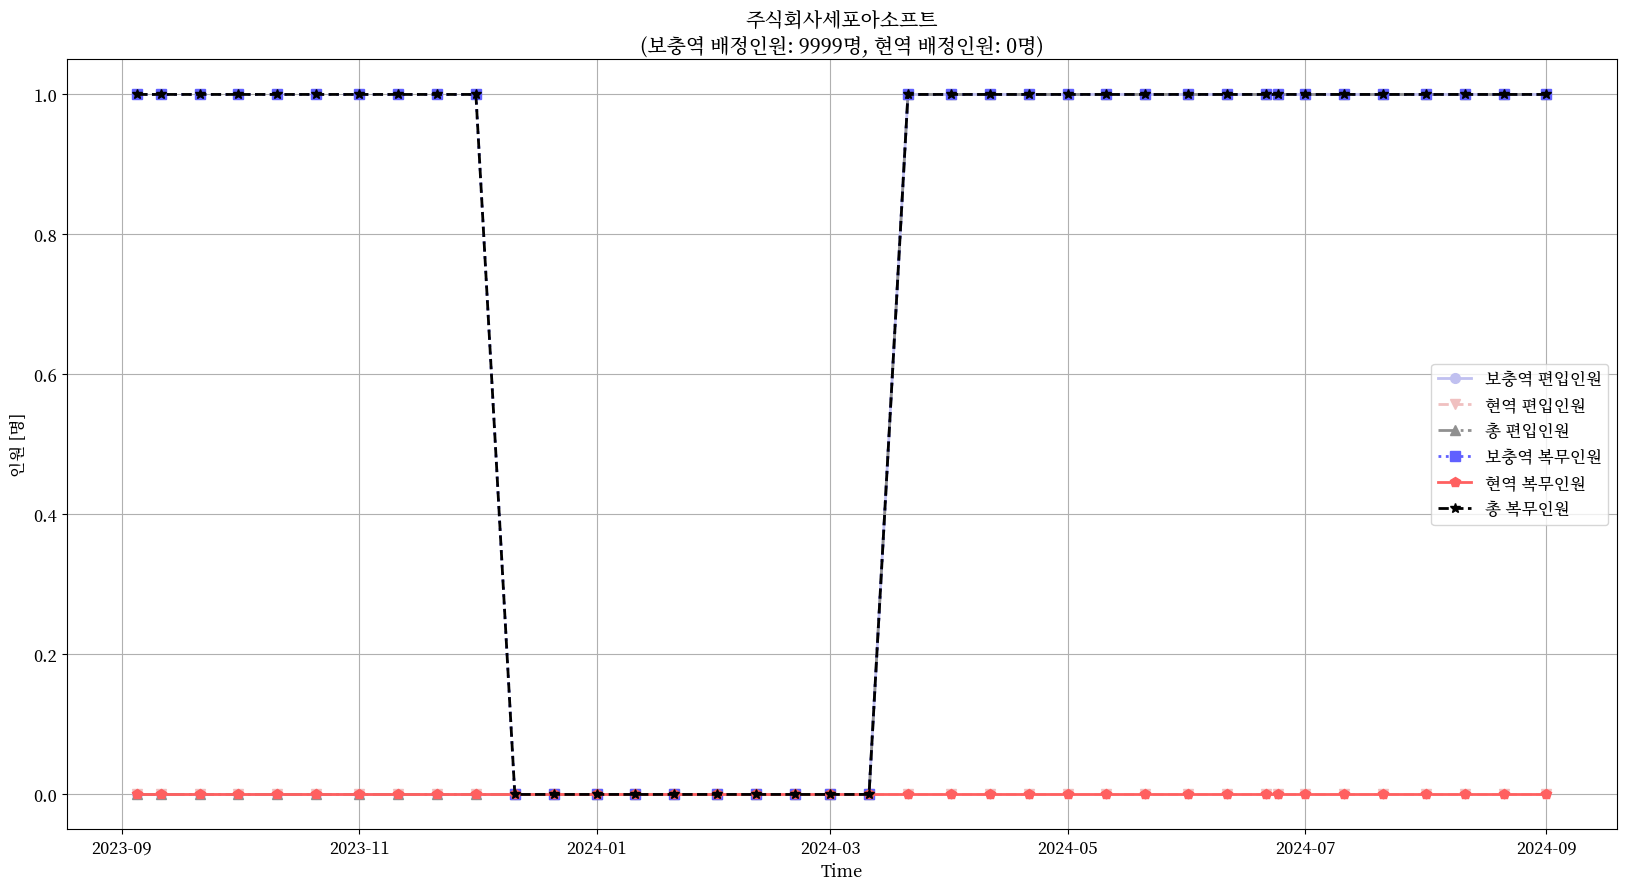 주식회사세포아소프트
(보충역 배정인원: 9999명, 현역 배정인원: 0명)
1.0
0.8
0.6
0.4
0.2
0.0
인원 [명]
보충역 편입인원
현역 편입인원
총 편입인원
보충역 복무인원
현역 복무인원
총 복무인원
2023-09
2023-11
2024-01
2024-03
2024-05
2024-07
2024-09
Time